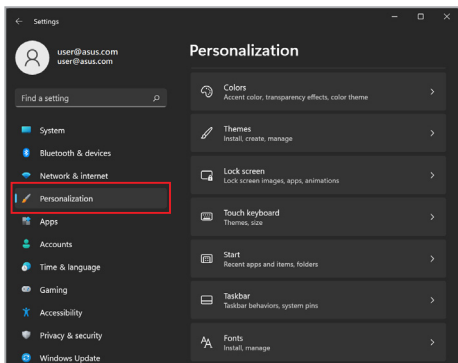 Settings
user@asus.com
user@asus.com
Find a setting
System
Bluetooth & devices
Network & internet
Personalization
Apps
Accounts
Time & language
Gaming
Accessibility
Privacy & security
Windows Update
Personalization
Colors
Accent color, transparency effects, color theme
Themes
Install, create, manage
Lock screen
Lock screen images, apps, animations
Touch keyboard
Themes, size
Start
Recent apps and items, folders
Taskbar
Taskbar behaviors, system pins
Fonts
Install, manage